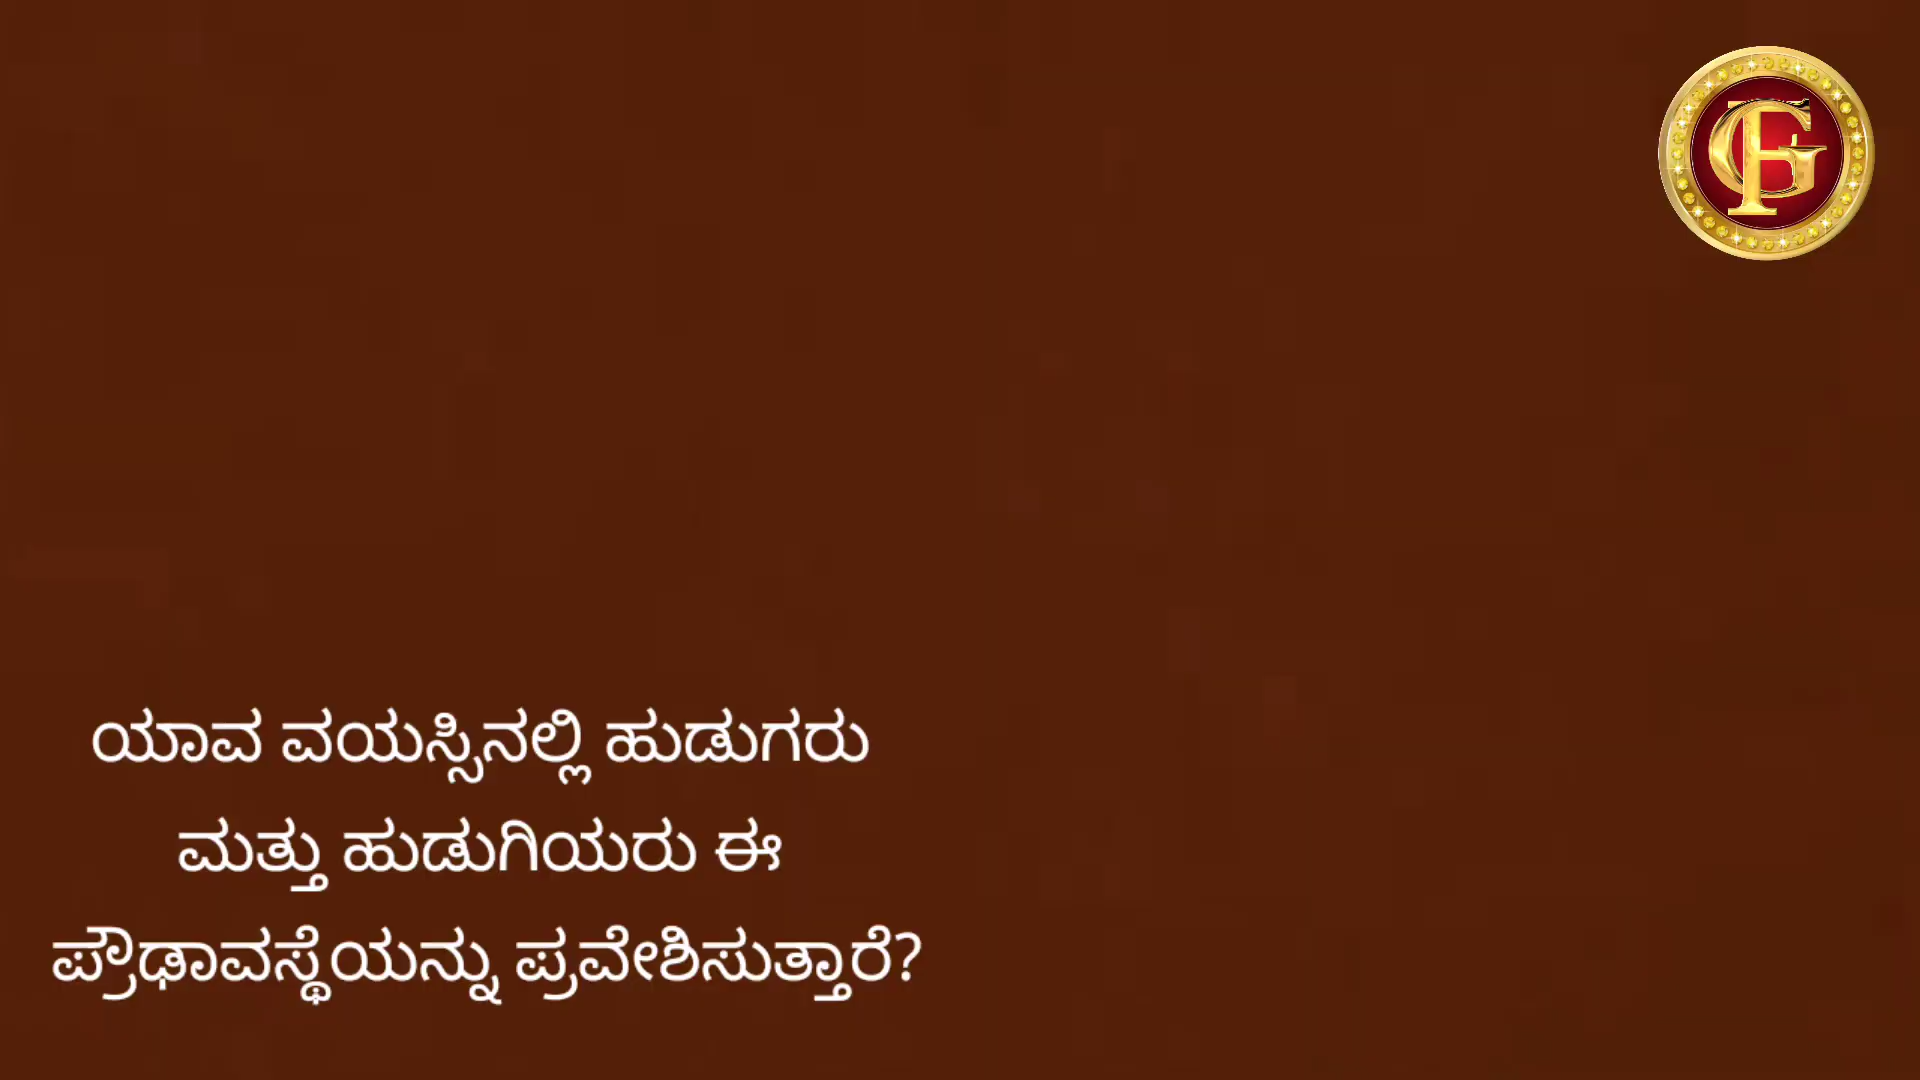 ಯಾವ ವಯಸ್ಸಿನಲ್ಲಿ ಹುಡುಗರು
ಮತ್ತು ಹುಡುಗಿಯರು ಈ
ಪ್ರೌಢಾವಸ್ಥೆಯನ್ನು ಪ್ರವೇಶಿಸುತ್ತಾರೆ?